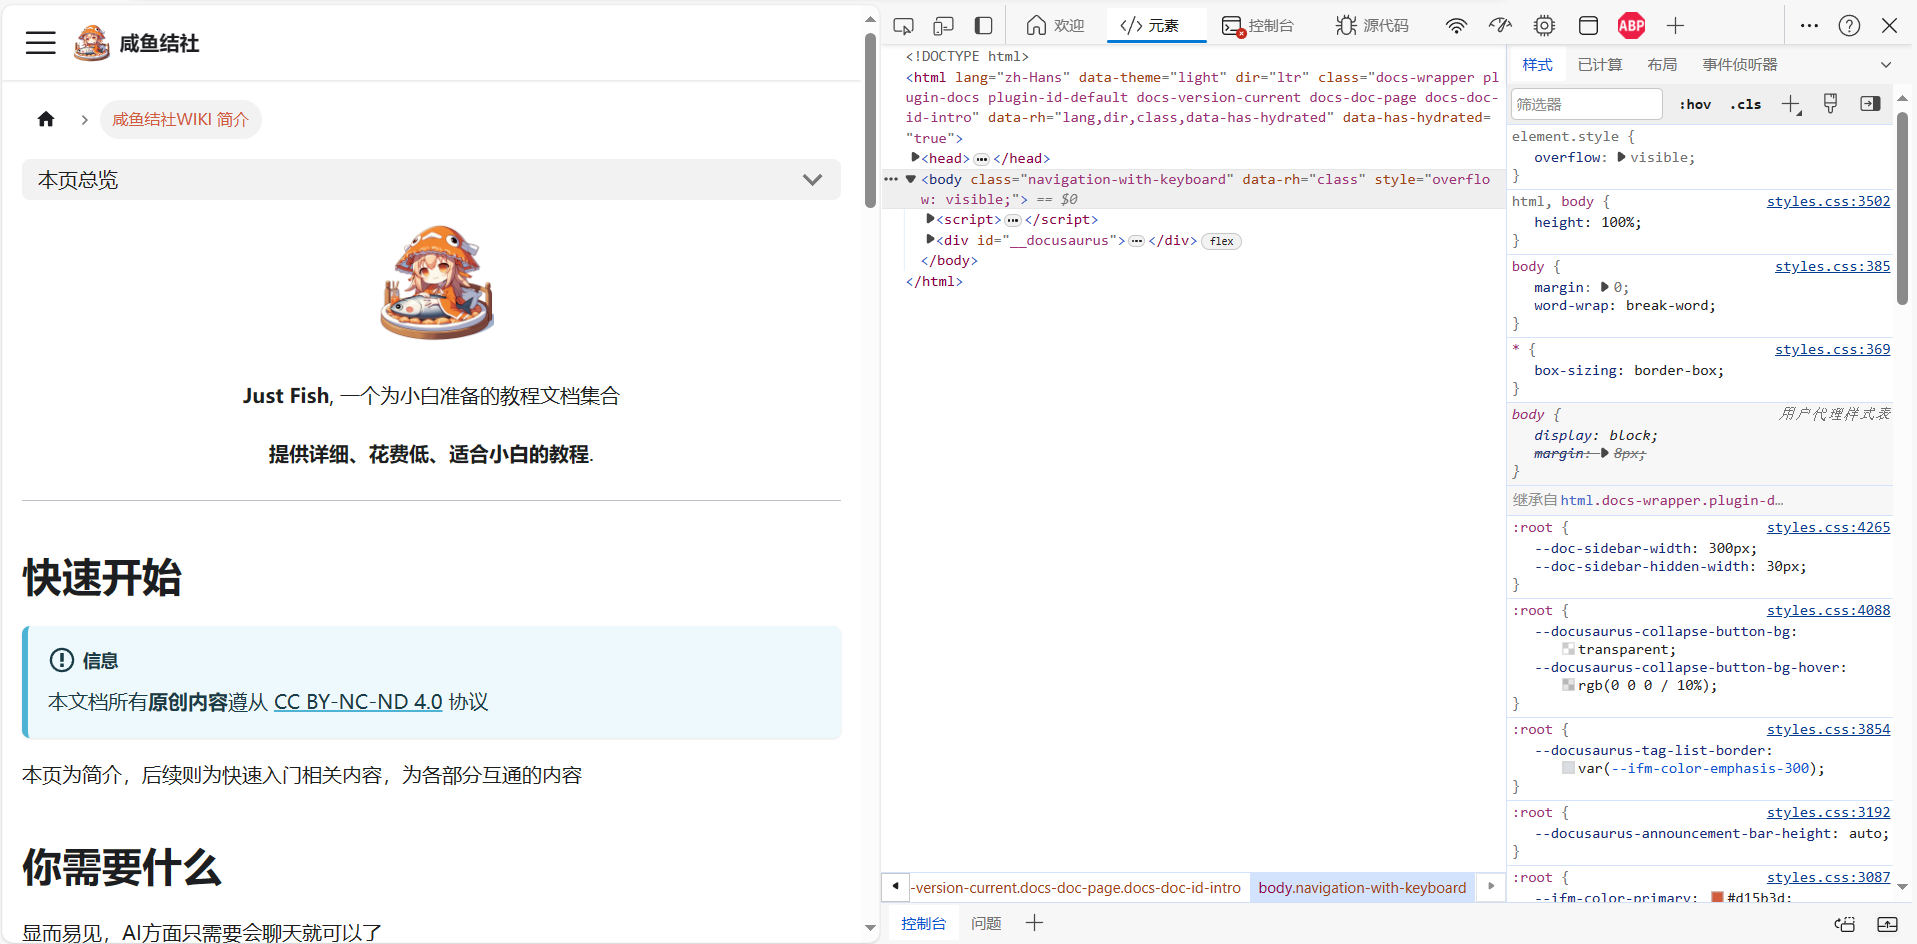 咸鱼结社
咸鱼结社WIKI 简介
本页总览
Just Fish, 一个为小白准备的教程文档集合
提供详细、花费低、适合小白的教程.
快速开始
信息
本文档所有原创内容遵从 CC BY-NC-ND 4.0 协议
本页为简介，后续则为快速入门相关内容，为各部分互通的内容
你需要什么
显而易见，AI方面只需要会聊天就可以了
欢迎 </> 元素 控制台 源代码 ABP
<!DOCTYPE html>
<html lang="zh-Hans" data-theme="light" dir="ltr" class="docs-wrapper pl
ugin-docs plugin-id-default docs-version-current docs-doc-page docs-doc-
id-intro" data-rh="lang,dir,class,data-has-hydrated" data-has-hydrated=
"true">
<head> ••• </head>
••• <body class="navigation-with-keyboard" data-rh="class" style="overflo
w: visible;"> == $0
<script> ••• </script>
<div id="__docusaurus"> ••• </div> flex
</body>
</html>
-version-current.docs-doc-page.docs-doc-id-intro body.navigation-with-keyboard
控制台 问题
样式 已计算 布局 事件侦听器
筛选器 :hov .cls
element.style {
overflow: visible;
}
html, body { styles.css:3502
height: 100%;
}
body { styles.css:385
margin: 0;
word-wrap: break-word;
}
* { styles.css:369
box-sizing: border-box;
}
body { 用户代理样式表
display: block;
margin: 8px;
}
继承自 html.docs-wrapper.plugin-d…
:root { styles.css:4265
--doc-sidebar-width: 300px;
--doc-sidebar-hidden-width: 30px;
}
:root { styles.css:4088
--docusaurus-collapse-button-bg:
transparent;
--docusaurus-collapse-button-bg-hover:
rgb(0 0 0 / 10%);
}
:root { styles.css:3854
--docusaurus-tag-list-border:
var(--ifm-color-emphasis-300);
}
:root { styles.css:3192
--docusaurus-announcement-bar-height: auto;
}
:root { styles.css:3087
--ifm-color-primary: #d15b3d;